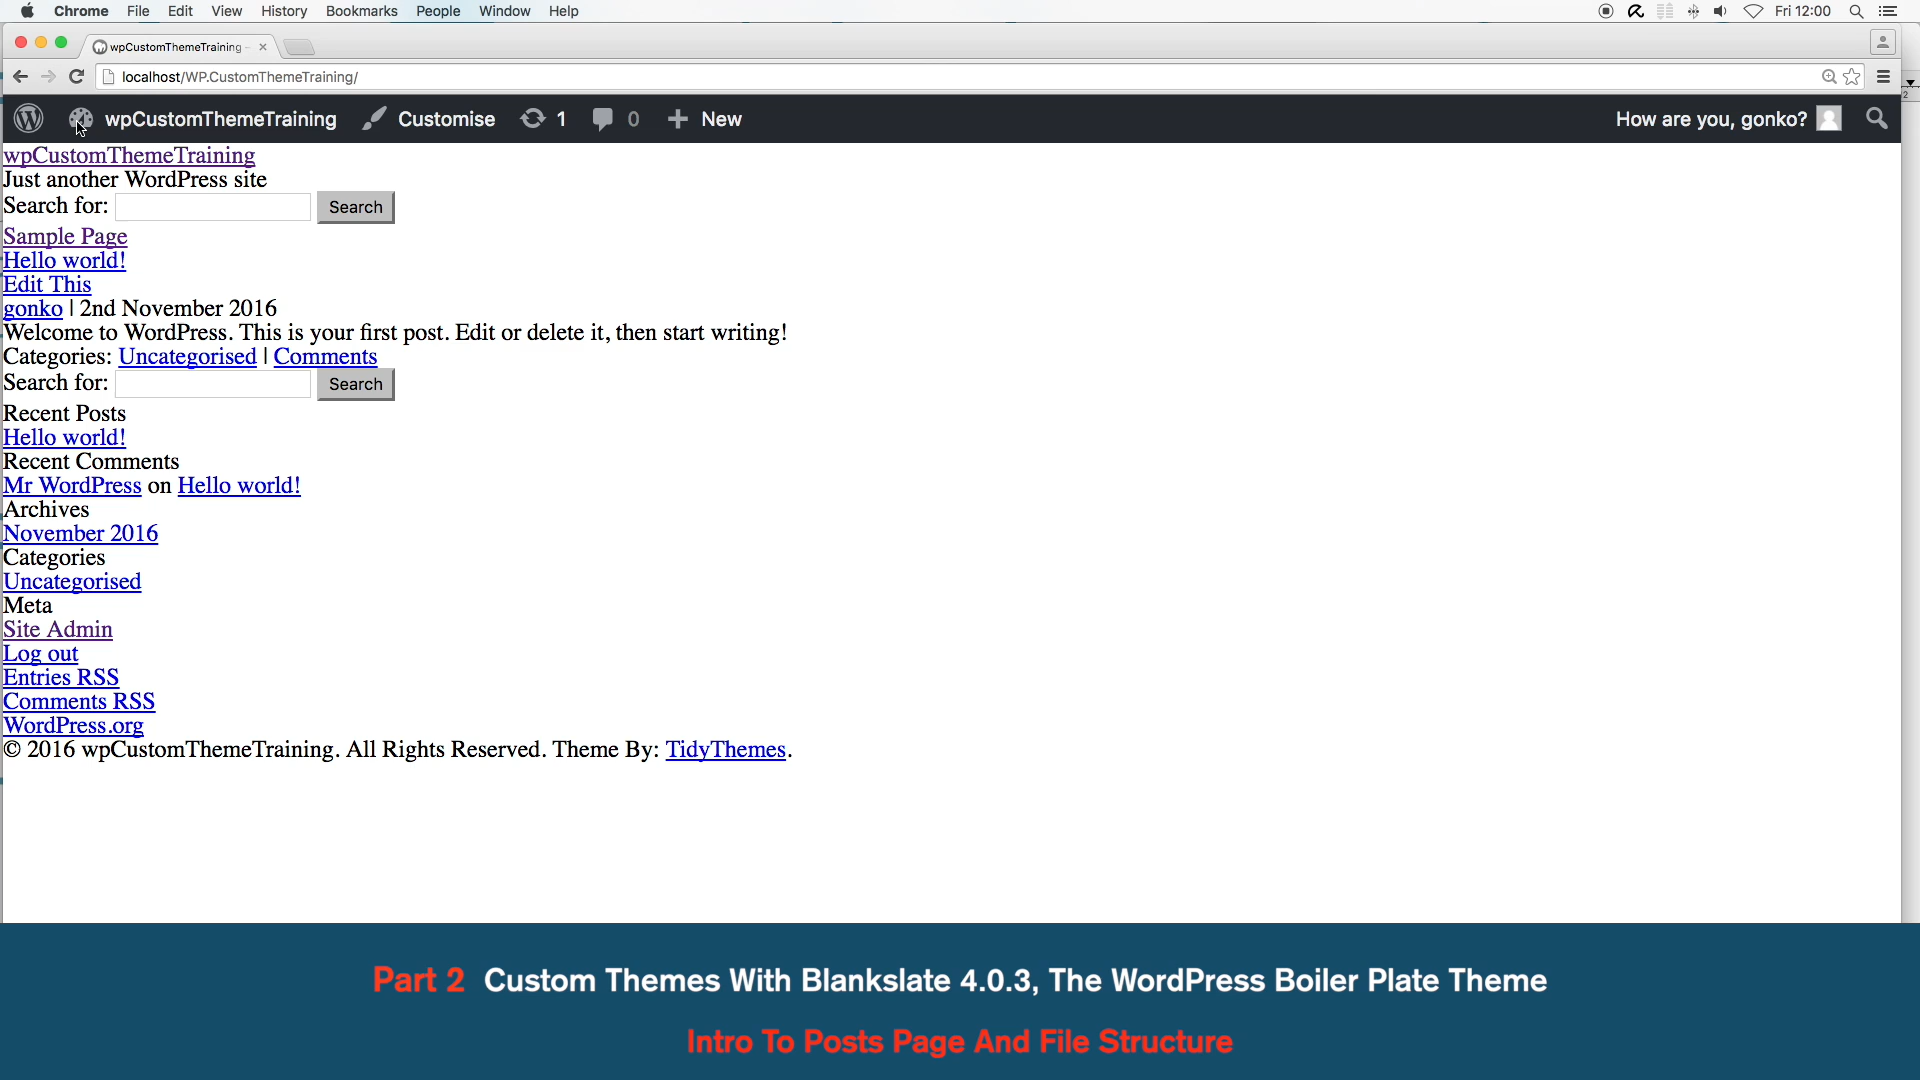 Chrome File Edit View History Bookmarks People Window Help Fri 12:00
wpCustomThemeTraining -
localhost/WP.CustomThemeTraining/
2
wpCustomThemeTraining Customise 1 0 New How are you, gonko?
wpCustomThemeTraining
Just another WordPress site
Search for: Search
Sample Page
Hello world!
Edit This
gonko | 2nd November 2016
Welcome to WordPress. This is your first post. Edit or delete it, then start writing!
Categories: Uncategorised | Comments
Search for: Search
Recent Posts
Hello world!
Recent Comments
Mr WordPress on Hello world!
Archives
November 2016
Categories
Uncategorised
Meta
Site Admin
Log out
Entries RSS
Comments RSS
WordPress.org
© 2016 wpCustomThemeTraining. All Rights Reserved. Theme By: TidyThemes.
Part 2 Custom Themes With Blankslate 4.0.3, The WordPress Boiler Plate Theme
Intro To Posts Page And File Structure